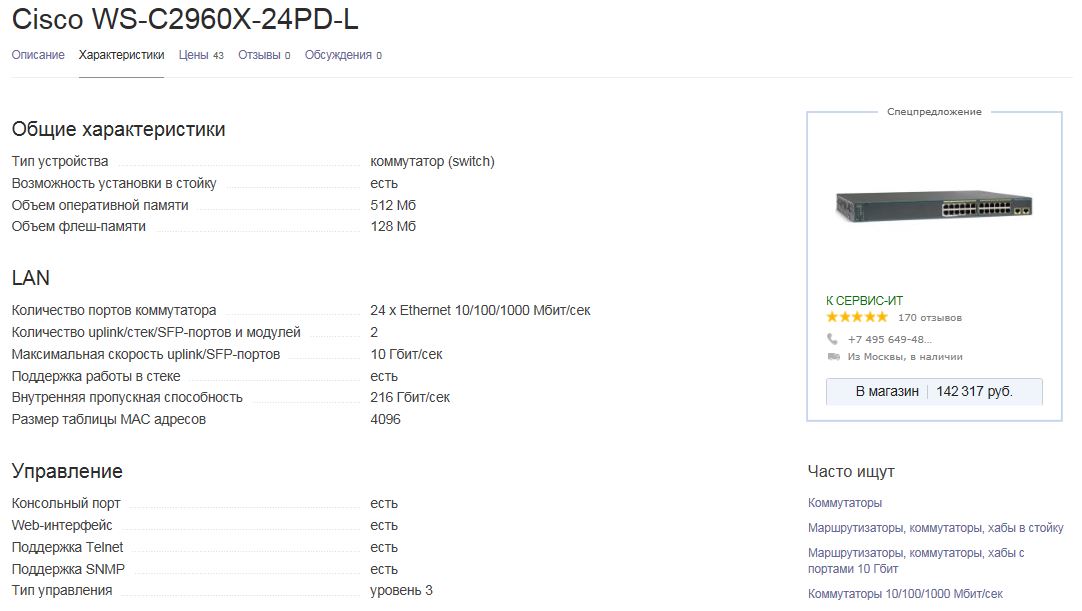 Cisco WS-C2960X-24PD-L
Описание Характеристики Цены 43 Отзывы 0 Обсуждения 0
Общие характеристики
Тип устройства коммутатор (switch)
Возможность установки в стойку есть
Объем оперативной памяти 512 Мб
Объем флеш-памяти 128 Мб
LAN
Количество портов коммутатора 24 x Ethernet 10/100/1000 Мбит/сек
Количество uplink/стек/SFP-портов и модулей 2
Максимальная скорость uplink/SFP-портов 10 Гбит/сек
Поддержка работы в стеке есть
Внутренняя пропускная способность 216 Гбит/сек
Размер таблицы MAC адресов 4096
Управление
Консольный порт есть
Web-интерфейс есть
Поддержка Telnet есть
Поддержка SNMP есть
Тип управления уровень 3
Спецпредложение
К СЕРВИС-ИТ
170 отзывов
+7 495 649-48...
Из Москвы, в наличии
В магазин 142 317 руб.
Часто ищут
Коммутаторы
Маршрутизаторы, коммутаторы, хабы в стойку
Маршрутизаторы, коммутаторы, хабы с
портами 10 Гбит
Коммутаторы 10/100/1000 Мбит/сек